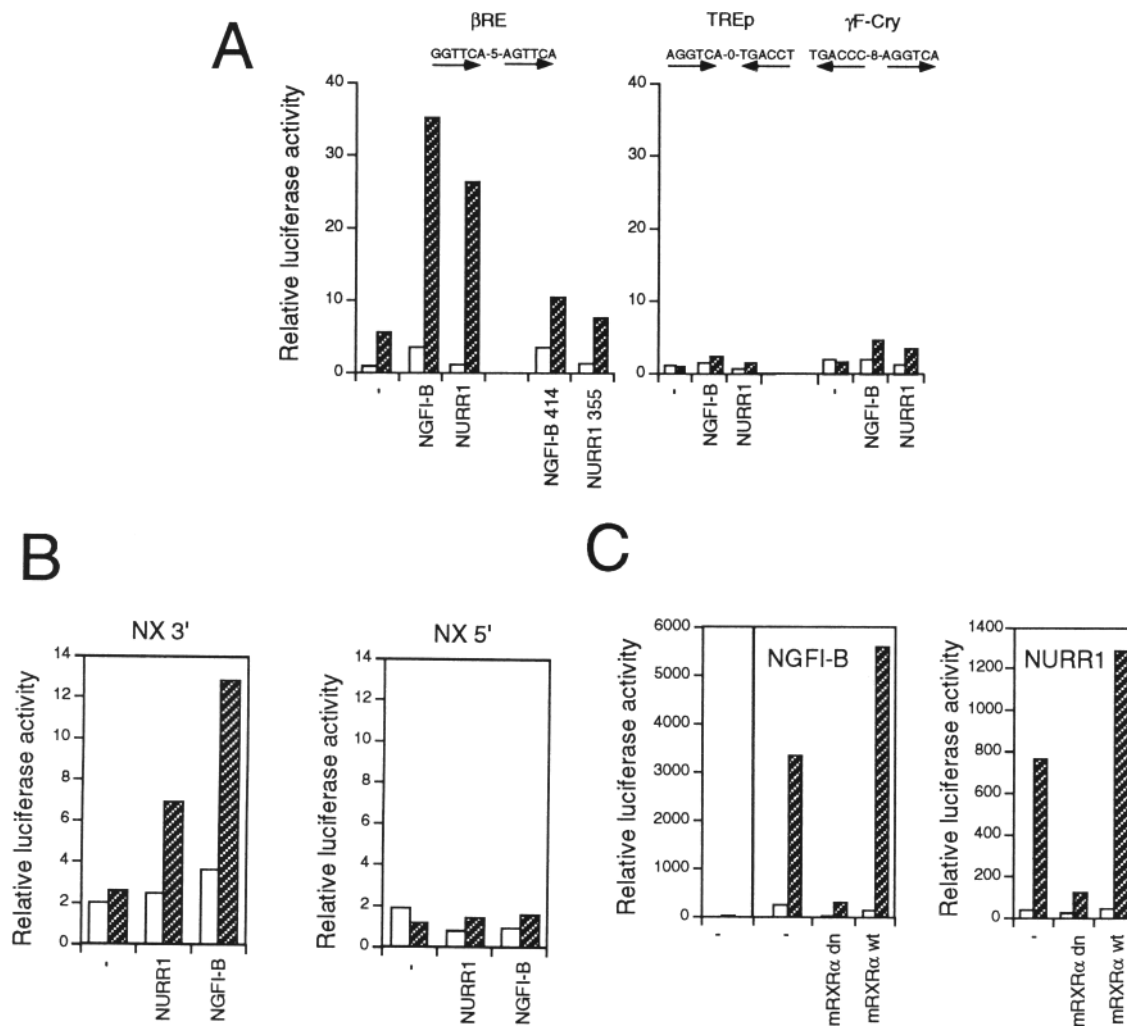 A
βRE
GGTTCA-5-AGTTCA
TREp
AGGTCA-0-TGACCT
γF-Cry
TGACCC-8-AGGTCA
Relative luciferase activity
40
30
20
10
0
-
NGFI-B
NURR1
NGFI-B 414
NURR1 355
40
30
20
10
0
-
NGFI-B
NURR1
-
NGFI-B
NURR1
B
NX 3'
Relative luciferase activity
14
12
10
8
6
4
2
0
-
NURR1
NGFI-B
NX 5'
Relative luciferase activity
14
12
10
8
6
4
2
0
-
NURR1
NGFI-B
C
Relative luciferase activity
6000
5000
4000
3000
2000
1000
0
NGFI-B
-
-
mRXRα dn
mRXRα wt
Relative luciferase activity
1400
1200
1000
800
600
400
200
0
NURR1
-
mRXRα dn
mRXRα wt